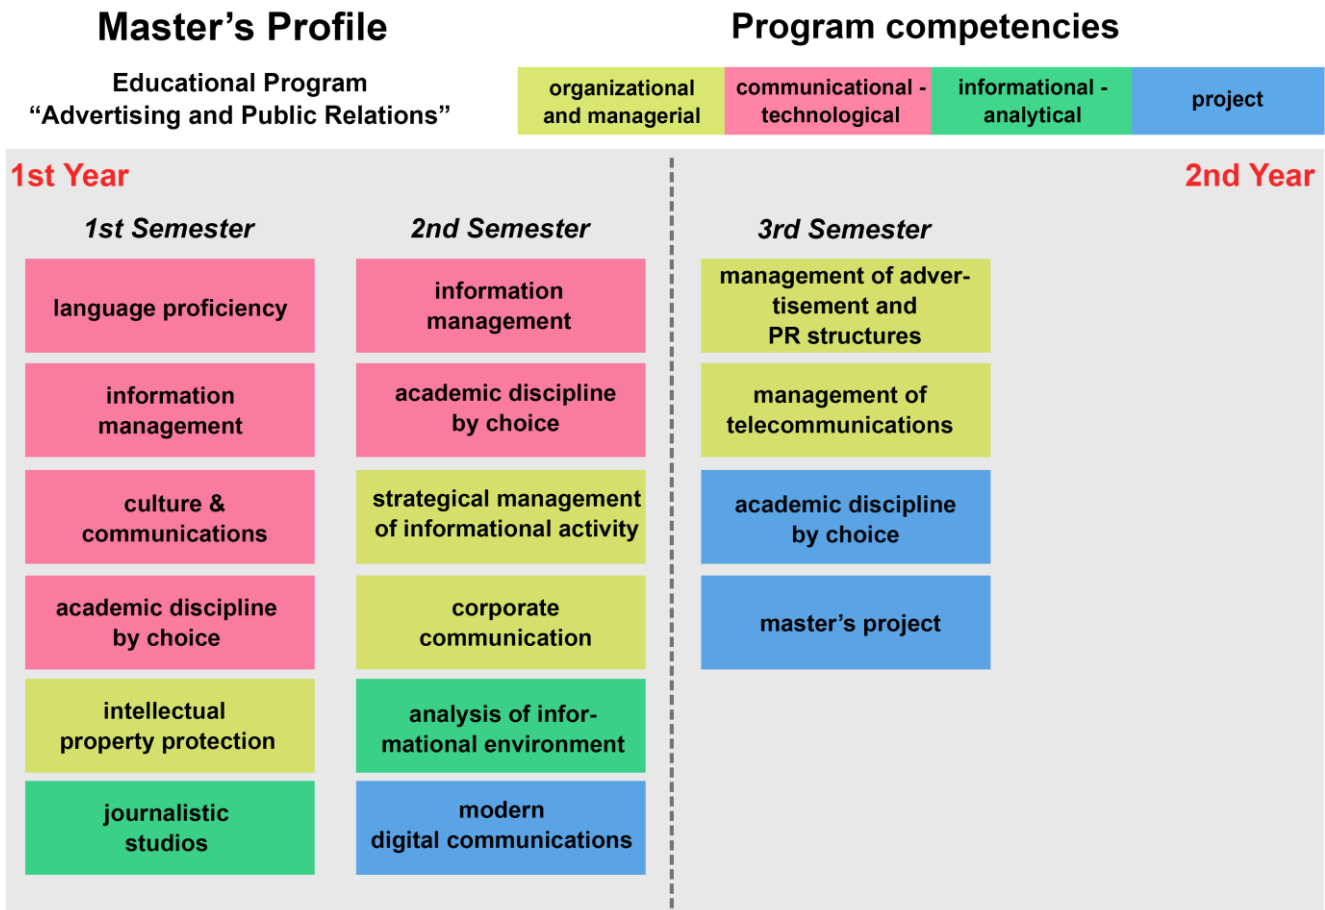 Master's Profile
Educational Program
“Advertising and Public Relations”
Program competencies
organizational
and managerial
communicational -
technological
informational -
analytical
project
1st Year
2nd Year
1st Semester
language proficiency
information
management
culture &
communications
academic discipline
by choice
intellectual
property protection
journalistic
studios
2nd Semester
information
management
academic discipline
by choice
strategical management
of informational activity
corporate
communication
analysis of infor-
mational environment
modern
digital communications
3rd Semester
management of adver-
tisement and
PR structures
management of
telecommunications
academic discipline
by choice
master’s project